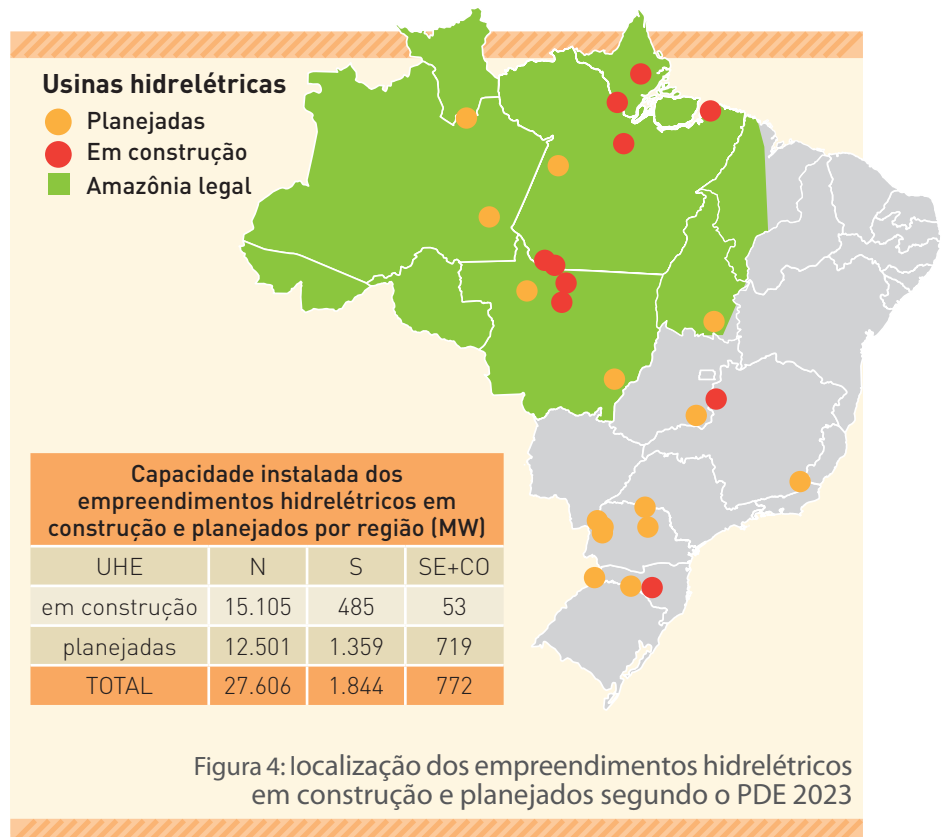 Usinas hidrelétricas
Planejadas
Em construção
Amazônia legal
Capacidade instalada dos
empreendimentos hidrelétricos em
construção e planejados por região (MW)
UHE N S SE+CO
em construção 15.105 485 53
planejadas 12.501 1.359 719
TOTAL 27.606 1.844 772
Figura 4: localização dos empreendimentos hidrelétricos
em construção e planejados segundo o PDE 2023